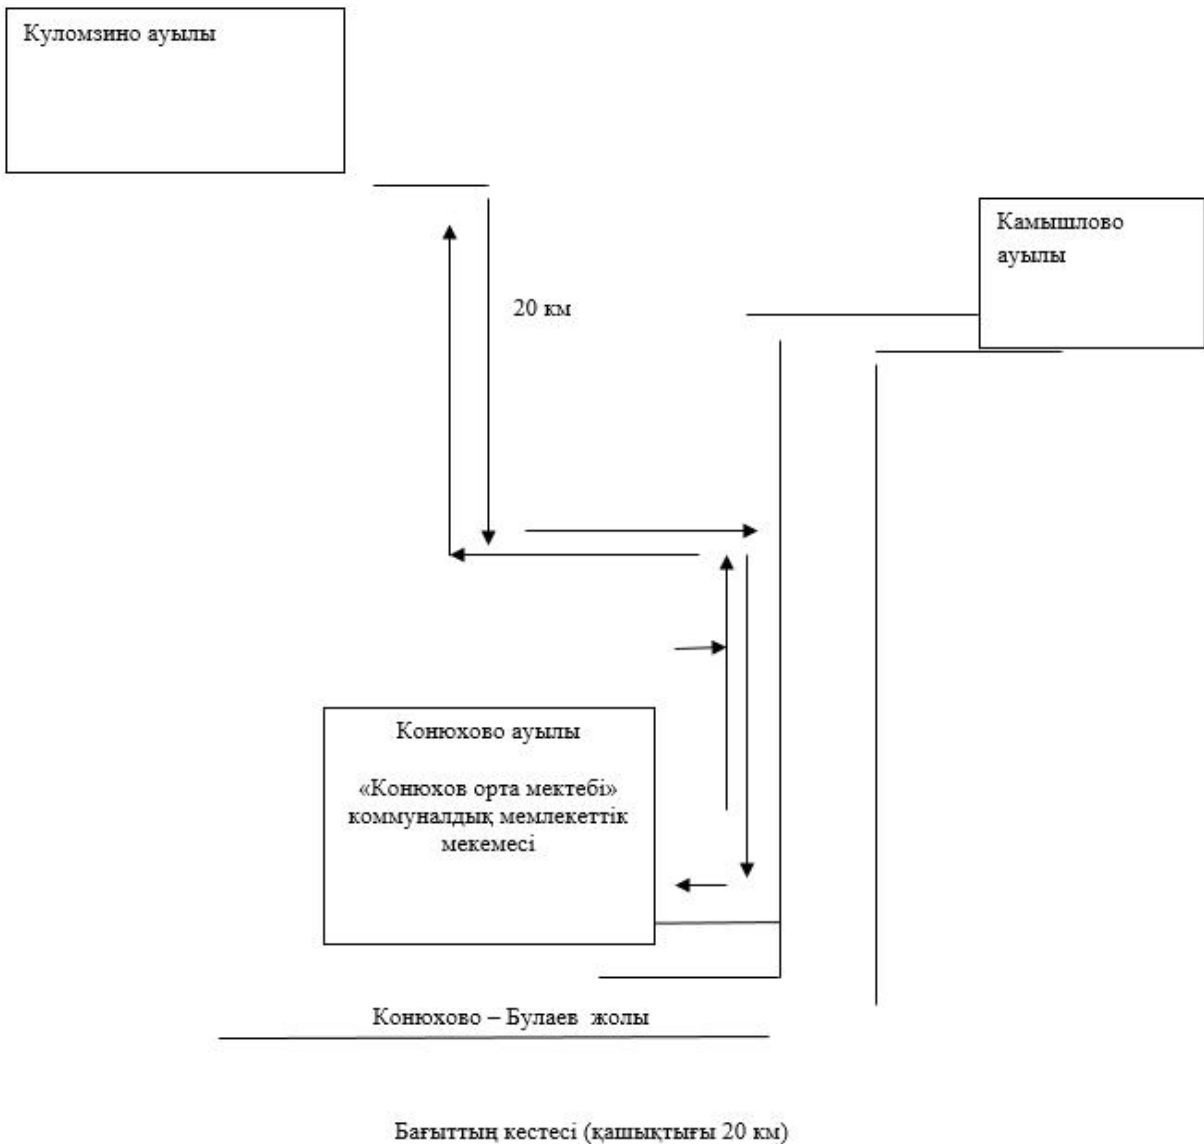 Куломзино ауылы
Камышлово
ауылы
20 км
Конюхово ауылы
«Конюхов орта мектебі»
коммуналдық мемлекеттік
мекемесі
Конюхово – Булаев жолы
Бағыттың кестесі (қашықтығы 20 км)